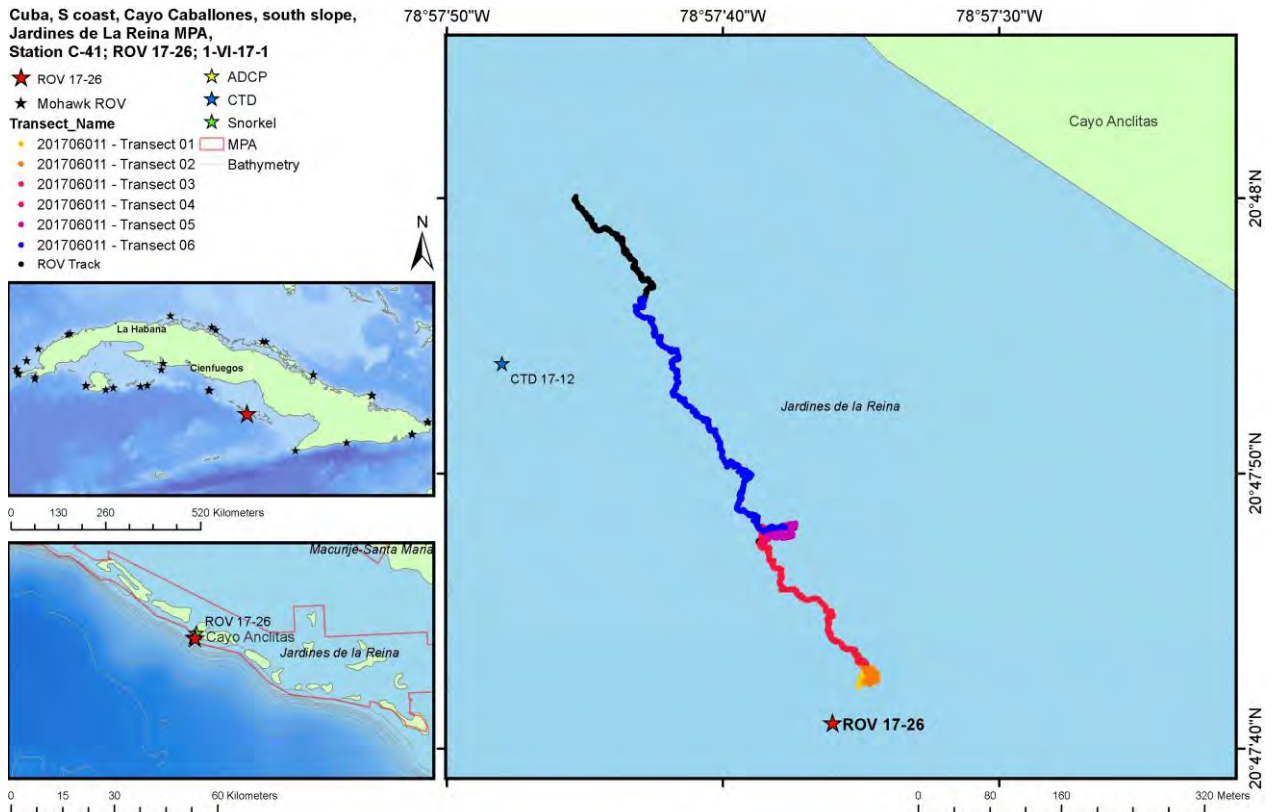 Cuba, S coast, Cayo Caballones, south slope,
Jardines de La Reina MPA,
Station C-41; ROV 17-26; 1-VI-17-1
ROV 17-26
Mohawk ROV
Transect_Name
201706011 - Transect 01
201706011 - Transect 02
201706011 - Transect 03
201706011 - Transect 04
201706011 - Transect 05
201706011 - Transect 06
ROV Track
ADCP
CTD
Snorkel
MPA
Bathymetry
N
La Habana
Cienfuegos
0 130 260 520 Kilometers
Macurije-Santa Maria
ROV 17-26
Cayo Anclitas
Jardines de la Reina
0 15 30 60 Kilometers
78°57'50"W 78°57'40"W 78°57'30"W
Cayo Anclitas
20°48'N
CTD 17-12
Jardines de la Reina
20°47'50"N
ROV 17-26
20°47'40"N
0 80 160 320 Meters